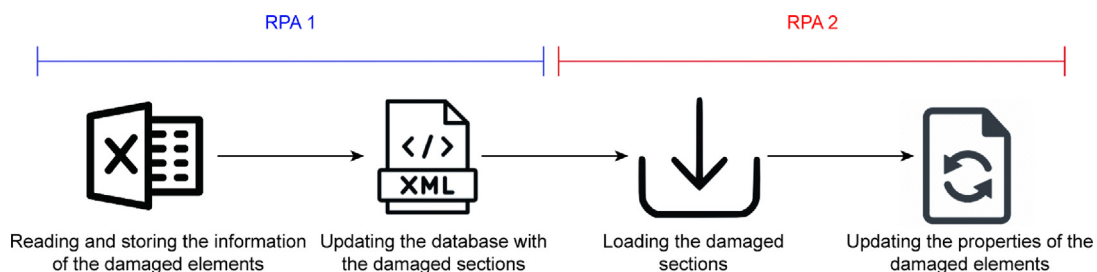 RPA 1
RPA 2
X
</>
XML
Reading and storing the information
of the damaged elements
Updating the database with
the damaged sections
Loading the damaged
sections
Updating the properties of the
damaged elements